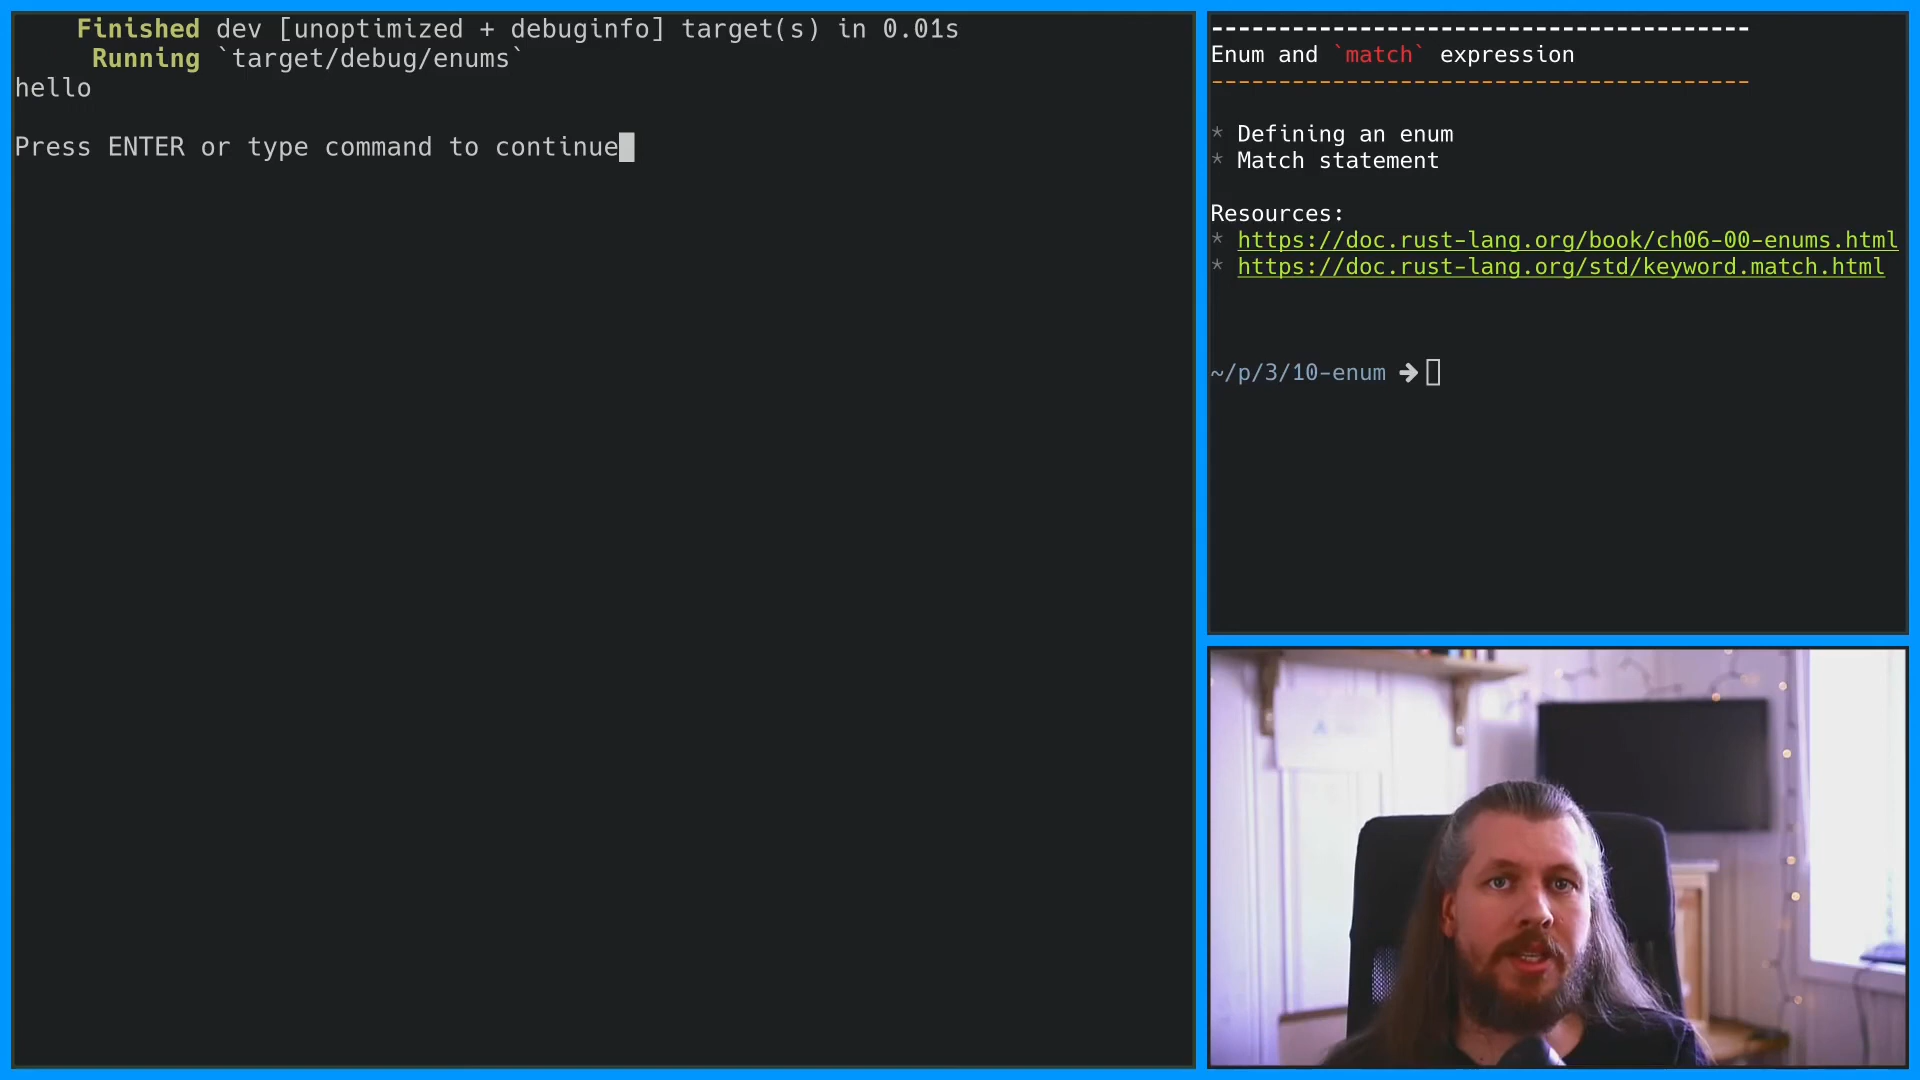 Finished dev [unoptimized + debuginfo] target(s) in 0.01s
Running `target/debug/enums`
hello
Press ENTER or type command to continue
----------------------------------------
Enum and `match` expression
----------------------------------------
* Defining an enum
* Match statement
Resources:
* https://doc.rust-lang.org/book/ch06-00-enums.html
* https://doc.rust-lang.org/std/keyword.match.html
~/p/3/10-enum ➜